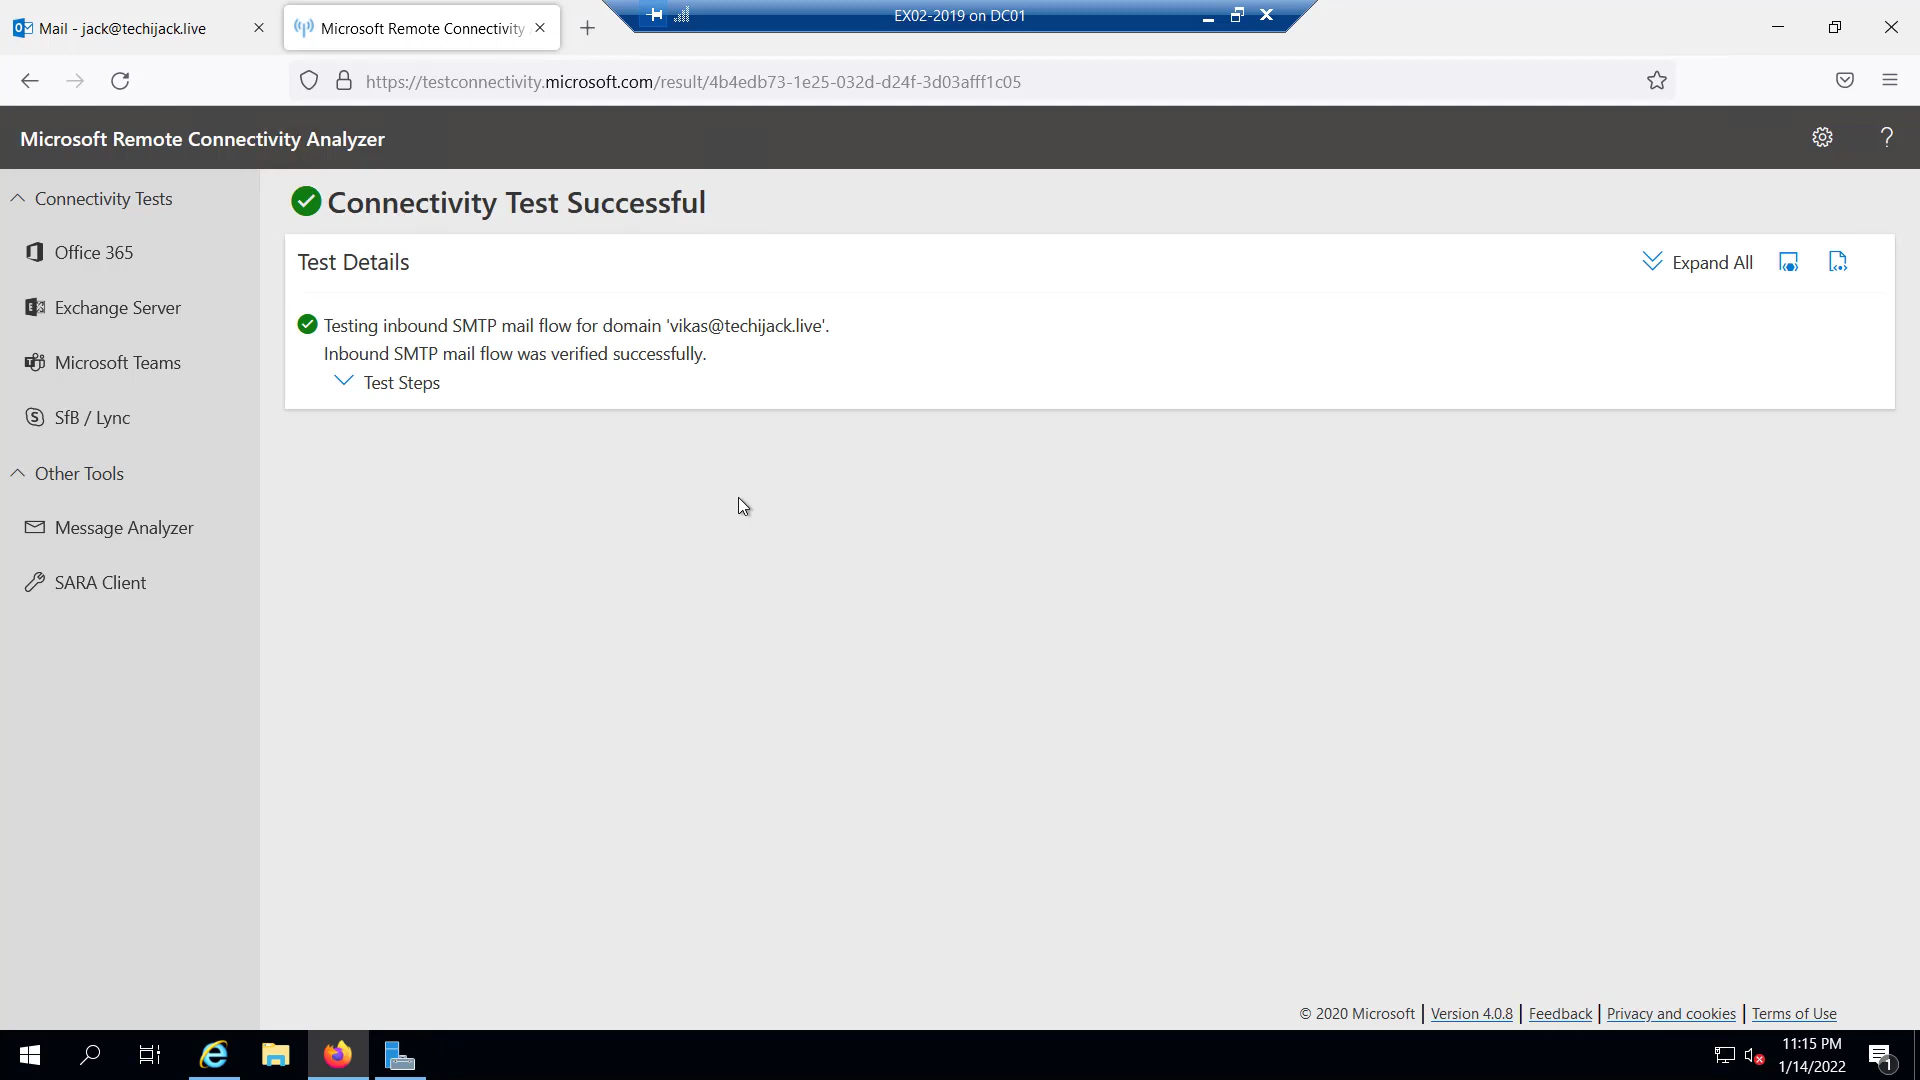 EX02-2019 on DC01
Mail - jack@techijack.live
Microsoft Remote Connectivity
https://testconnectivity.microsoft.com/result/4b4edb73-1e25-032d-d24f-3d03afff1c05
Microsoft Remote Connectivity Analyzer
?
Connectivity Tests
Office 365
Exchange Server
Microsoft Teams
SfB / Lync
Other Tools
Message Analyzer
SARA Client
Connectivity Test Successful
Test Details
Expand All
Testing inbound SMTP mail flow for domain 'vikas@techijack.live'.
Inbound SMTP mail flow was verified successfully.
Test Steps
© 2020 Microsoft | Version 4.0.8 | Feedback | Privacy and cookies | Terms of Use
11:15 PM
1/14/2022
1